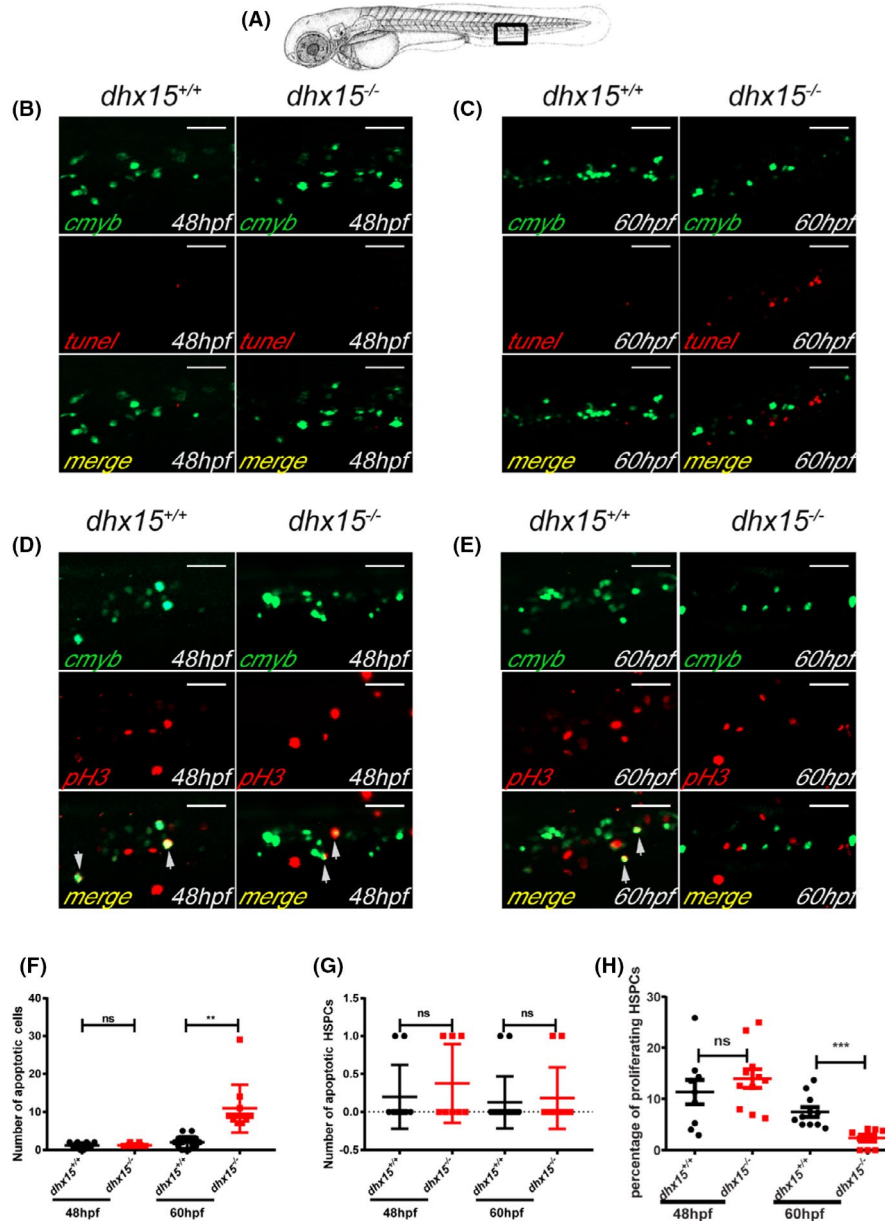 (A)
(B) dhx15+/+ dhx15-/-
cmyb 48hpf cmyb 48hpf
tunel 48hpf tunel 48hpf
merge 48hpf merge 48hpf
(C) dhx15+/+ dhx15-/-
cmyb 60hpf cmyb 60hpf
tunel 60hpf tunel 60hpf
merge 60hpf merge 60hpf
(D) dhx15+/+ dhx15-/-
cmyb 48hpf cmyb 48hpf
pH3 48hpf pH3 48hpf
merge 48hpf merge 48hpf
(E) dhx15+/+ dhx15-/-
cmyb 60hpf cmyb 60hpf
pH3 60hpf pH3 60hpf
merge 60hpf merge 60hpf
(F)
Number of apoptotic cells
40
30
20
10
0
ns
**
dhx15+/+ dhx15-/- dhx15+/+ dhx15-/-
48hpf 60hpf
(G)
Number of apoptotic HSPCs
1.5
1.0
0.5
0.0
-0.5
ns
ns
dhx15+/+ dhx15-/- dhx15+/+ dhx15-/-
48hpf 60hpf
(H)
percentage of proliferating HSPCs
30
20
10
0
ns
***
dhx15+/+ dhx15-/- dhx15+/+ dhx15-/-
48hpf 60hpf